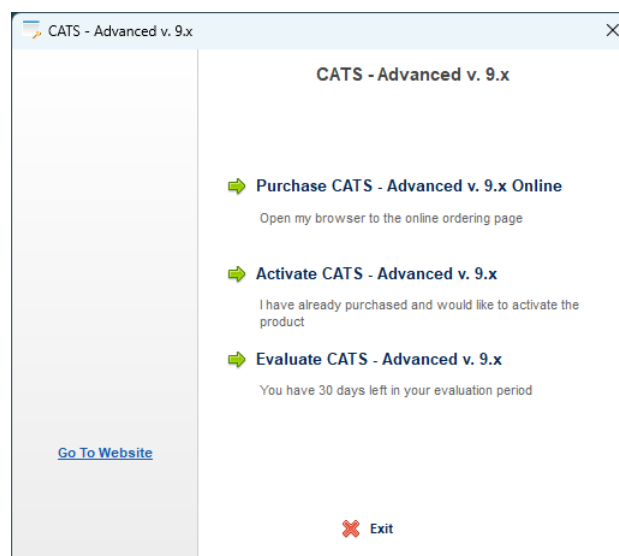 CATS - Advanced v. 9.x
CATS - Advanced v. 9.x
Purchase CATS - Advanced v. 9.x Online
Open my browser to the online ordering page
Activate CATS - Advanced v. 9.x
I have already purchased and would like to activate the
product
Evaluate CATS - Advanced v. 9.x
You have 30 days left in your evaluation period
Go To Website
Exit